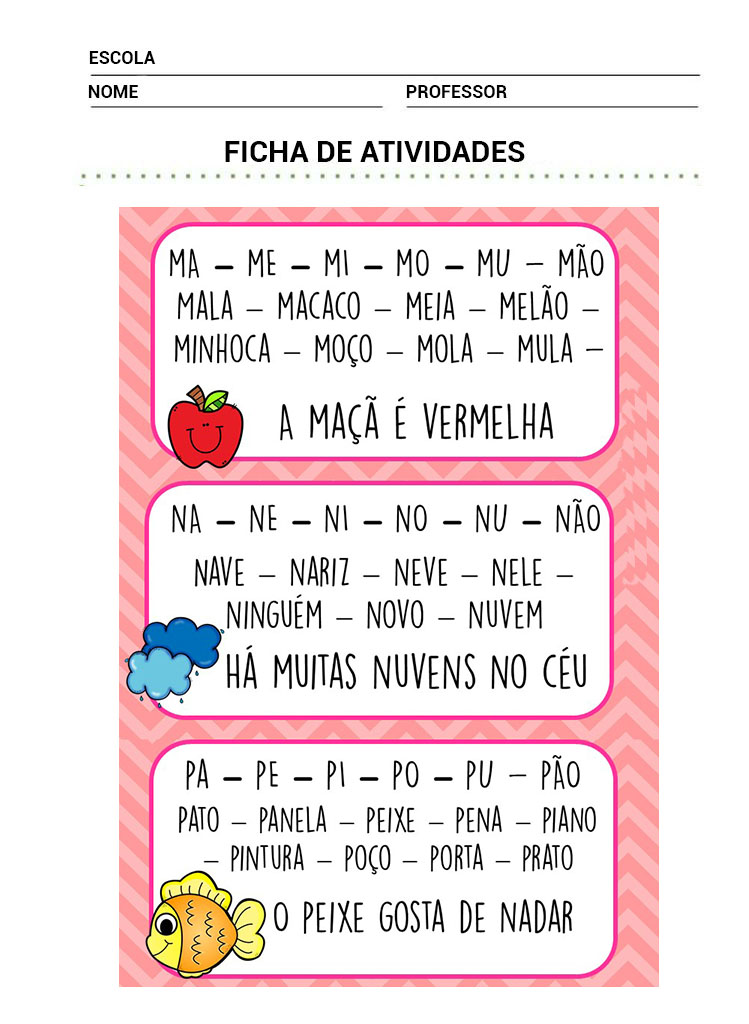 ESCOLA
NOME PROFESSOR
FICHA DE ATIVIDADES
MA – ME – MI – MO – MU – MÃO
MALA – MACACO – MEIA – MELÃO –
MINHOCA – MOÇO – MOLA – MULA –
A MAÇÃ É VERMELHA
NA – NE – NI – NO – NU – NÃO
NAVE – NARIZ – NEVE – NELE –
NINGUÉM – NOVO – NUVEM
HÁ MUITAS NUVENS NO CÉU
PA – PE – PI – PO – PU – PÃO
PATO – PANELA – PEIXE – PENA – PIANO
– PINTURA – POÇO – PORTA – PRATO
O PEIXE GOSTA DE NADAR